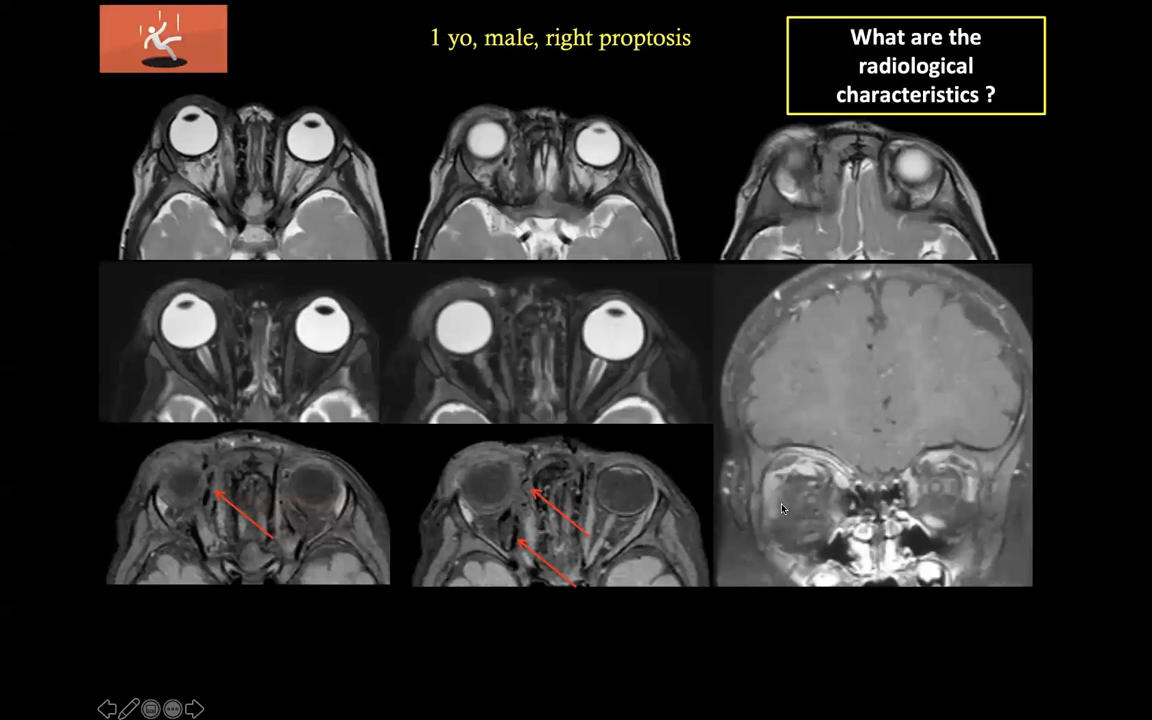 1 yo, male, right proptosis
What are the
radiological
characteristics ?